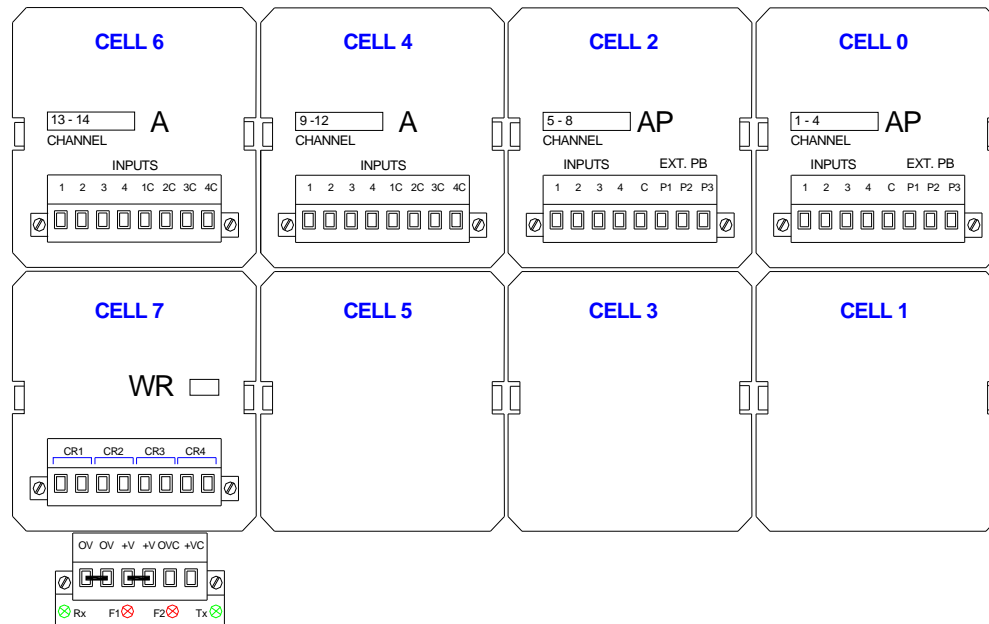 CELL 6
13 - 14 A
CHANNEL
INPUTS
1 2 3 4 1C 2C 3C 4C
CELL 4
9 -12 A
CHANNEL
INPUTS
1 2 3 4 1C 2C 3C 4C
CELL 2
5 - 8 AP
CHANNEL
INPUTS EXT. PB
1 2 3 4 C P1 P2 P3
CELL 0
1 - 4 AP
CHANNEL
INPUTS EXT. PB
1 2 3 4 C P1 P2 P3
CELL 7
WR
CR1 CR2 CR3 CR4
CELL 5
CELL 3
CELL 1
OV OV +V +V OVC +VC
Rx F1 F2 Tx